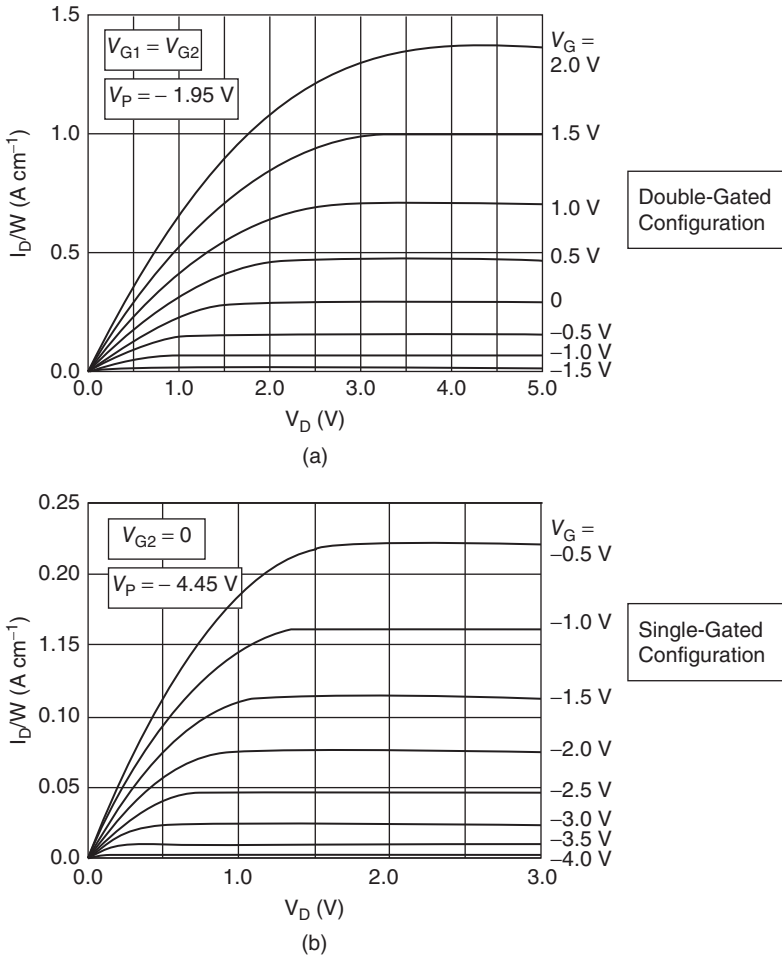 1.5
V_G1 = V_G2
V_P = – 1.95 V
V_G =
2.0 V
1.0
1.5 V
I_D/W (A cm⁻¹)
1.0 V
Double-Gated
Configuration
0.5
0.5 V
0
–0.5 V
–1.0 V
0.0
–1.5 V
0.0 1.0 2.0 3.0 4.0 5.0
V_D (V)
(a)
0.25
V_G2 = 0
V_G =
–0.5 V
0.20
V_P = – 4.45 V
1.15
–1.0 V
I_D/W (A cm⁻¹)
Single-Gated
Configuration
–1.5 V
0.10
–2.0 V
0.05
–2.5 V
–3.0 V
–3.5 V
0.0
–4.0 V
0.0 1.0 2.0 3.0
V_D (V)
(b)